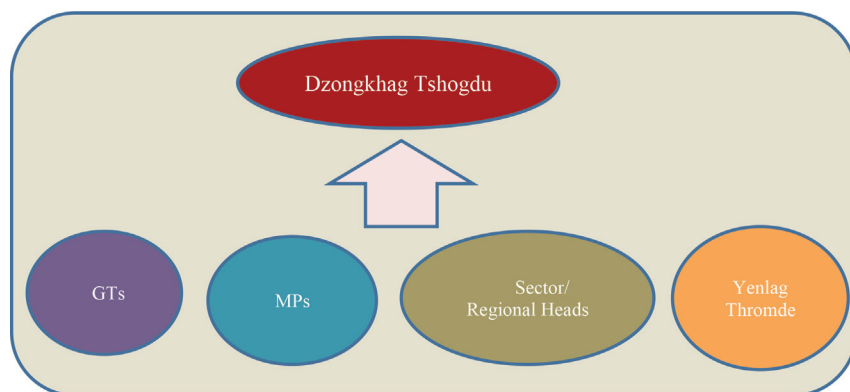 Dzongkhag Tshogdu
GTs
MPs
Sector/
Regional Heads
Yenlag
Thromde